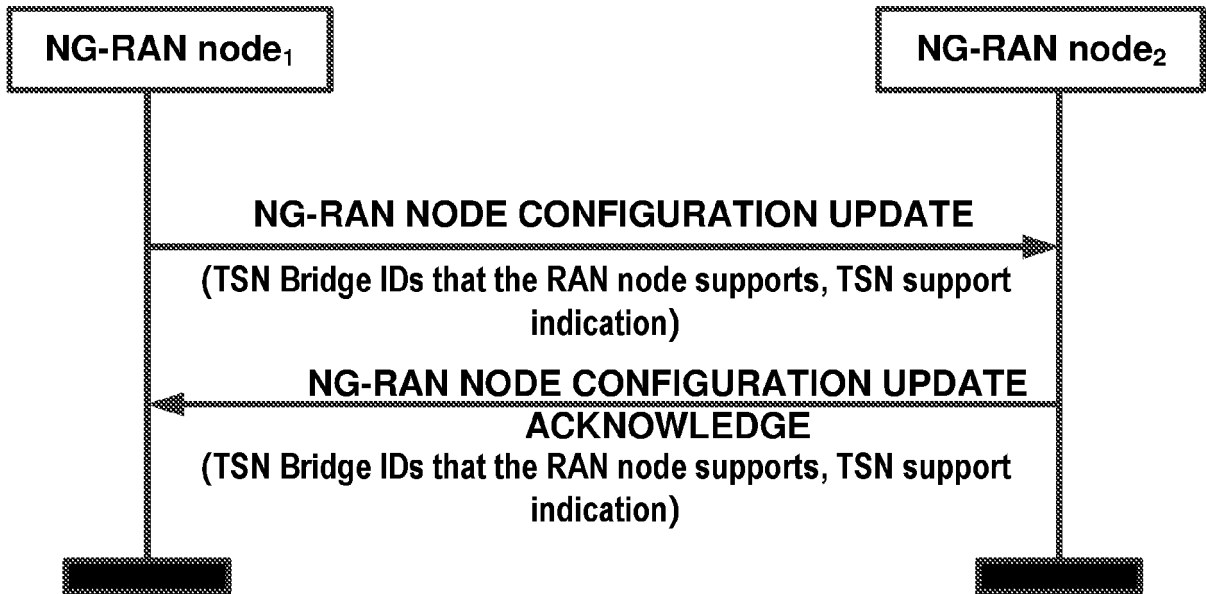 NG-RAN node₁
NG-RAN node₂
NG-RAN NODE CONFIGURATION UPDATE
(TSN Bridge IDs that the RAN node supports, TSN support
indication)
NG-RAN NODE CONFIGURATION UPDATE
ACKNOWLEDGE
(TSN Bridge IDs that the RAN node supports, TSN support
indication)